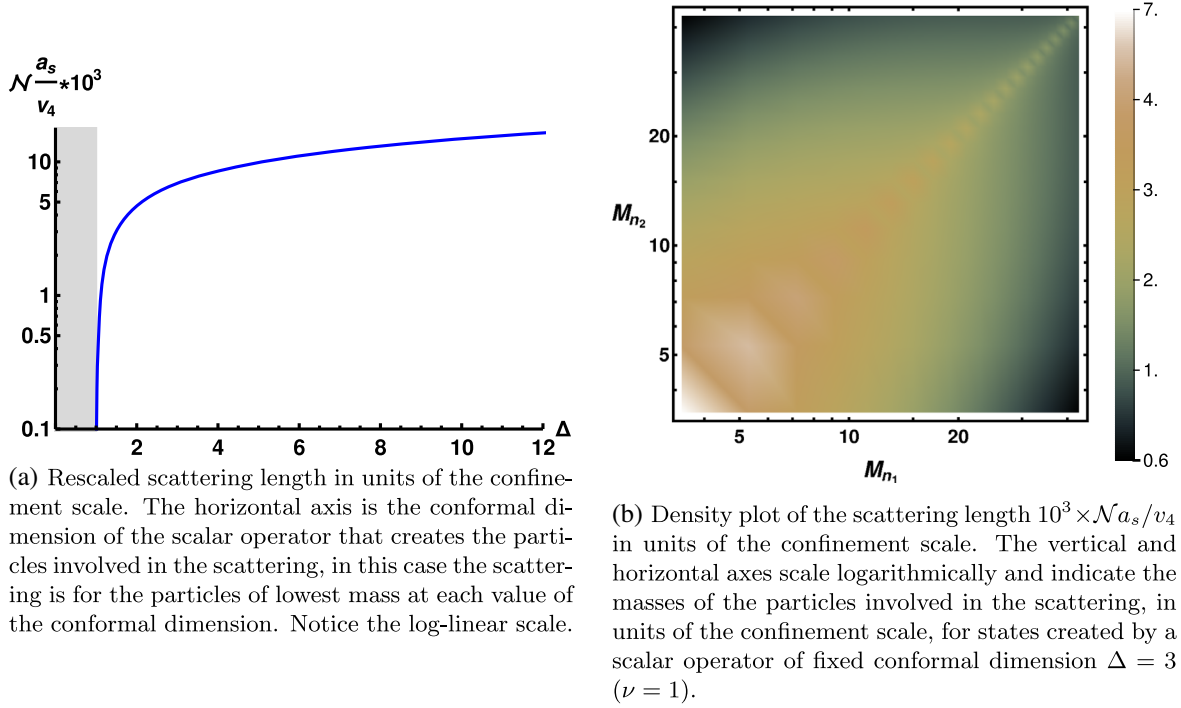 𝒩 a_s/v_4 *10^3
10
5
1
0.5
0.1
2
4
6
8
10
12
Δ
(a) Rescaled scattering length in units of the confine-
ment scale. The horizontal axis is the conformal di-
mension of the scalar operator that creates the parti-
cles involved in the scattering, in this case the scatter-
ing is for the particles of lowest mass at each value of
the conformal dimension. Notice the log-linear scale.
20
M_{n_2}
10
5
5
10
20
M_{n_1}
7.
4.
3.
2.
1.
0.6
(b) Density plot of the scattering length 10^3 × 𝒩a_s/v_4
in units of the confinement scale. The vertical and
horizontal axes scale logarithmically and indicate the
masses of the particles involved in the scattering, in
units of the confinement scale, for states created by a
scalar operator of fixed conformal dimension Δ = 3
(ν = 1).